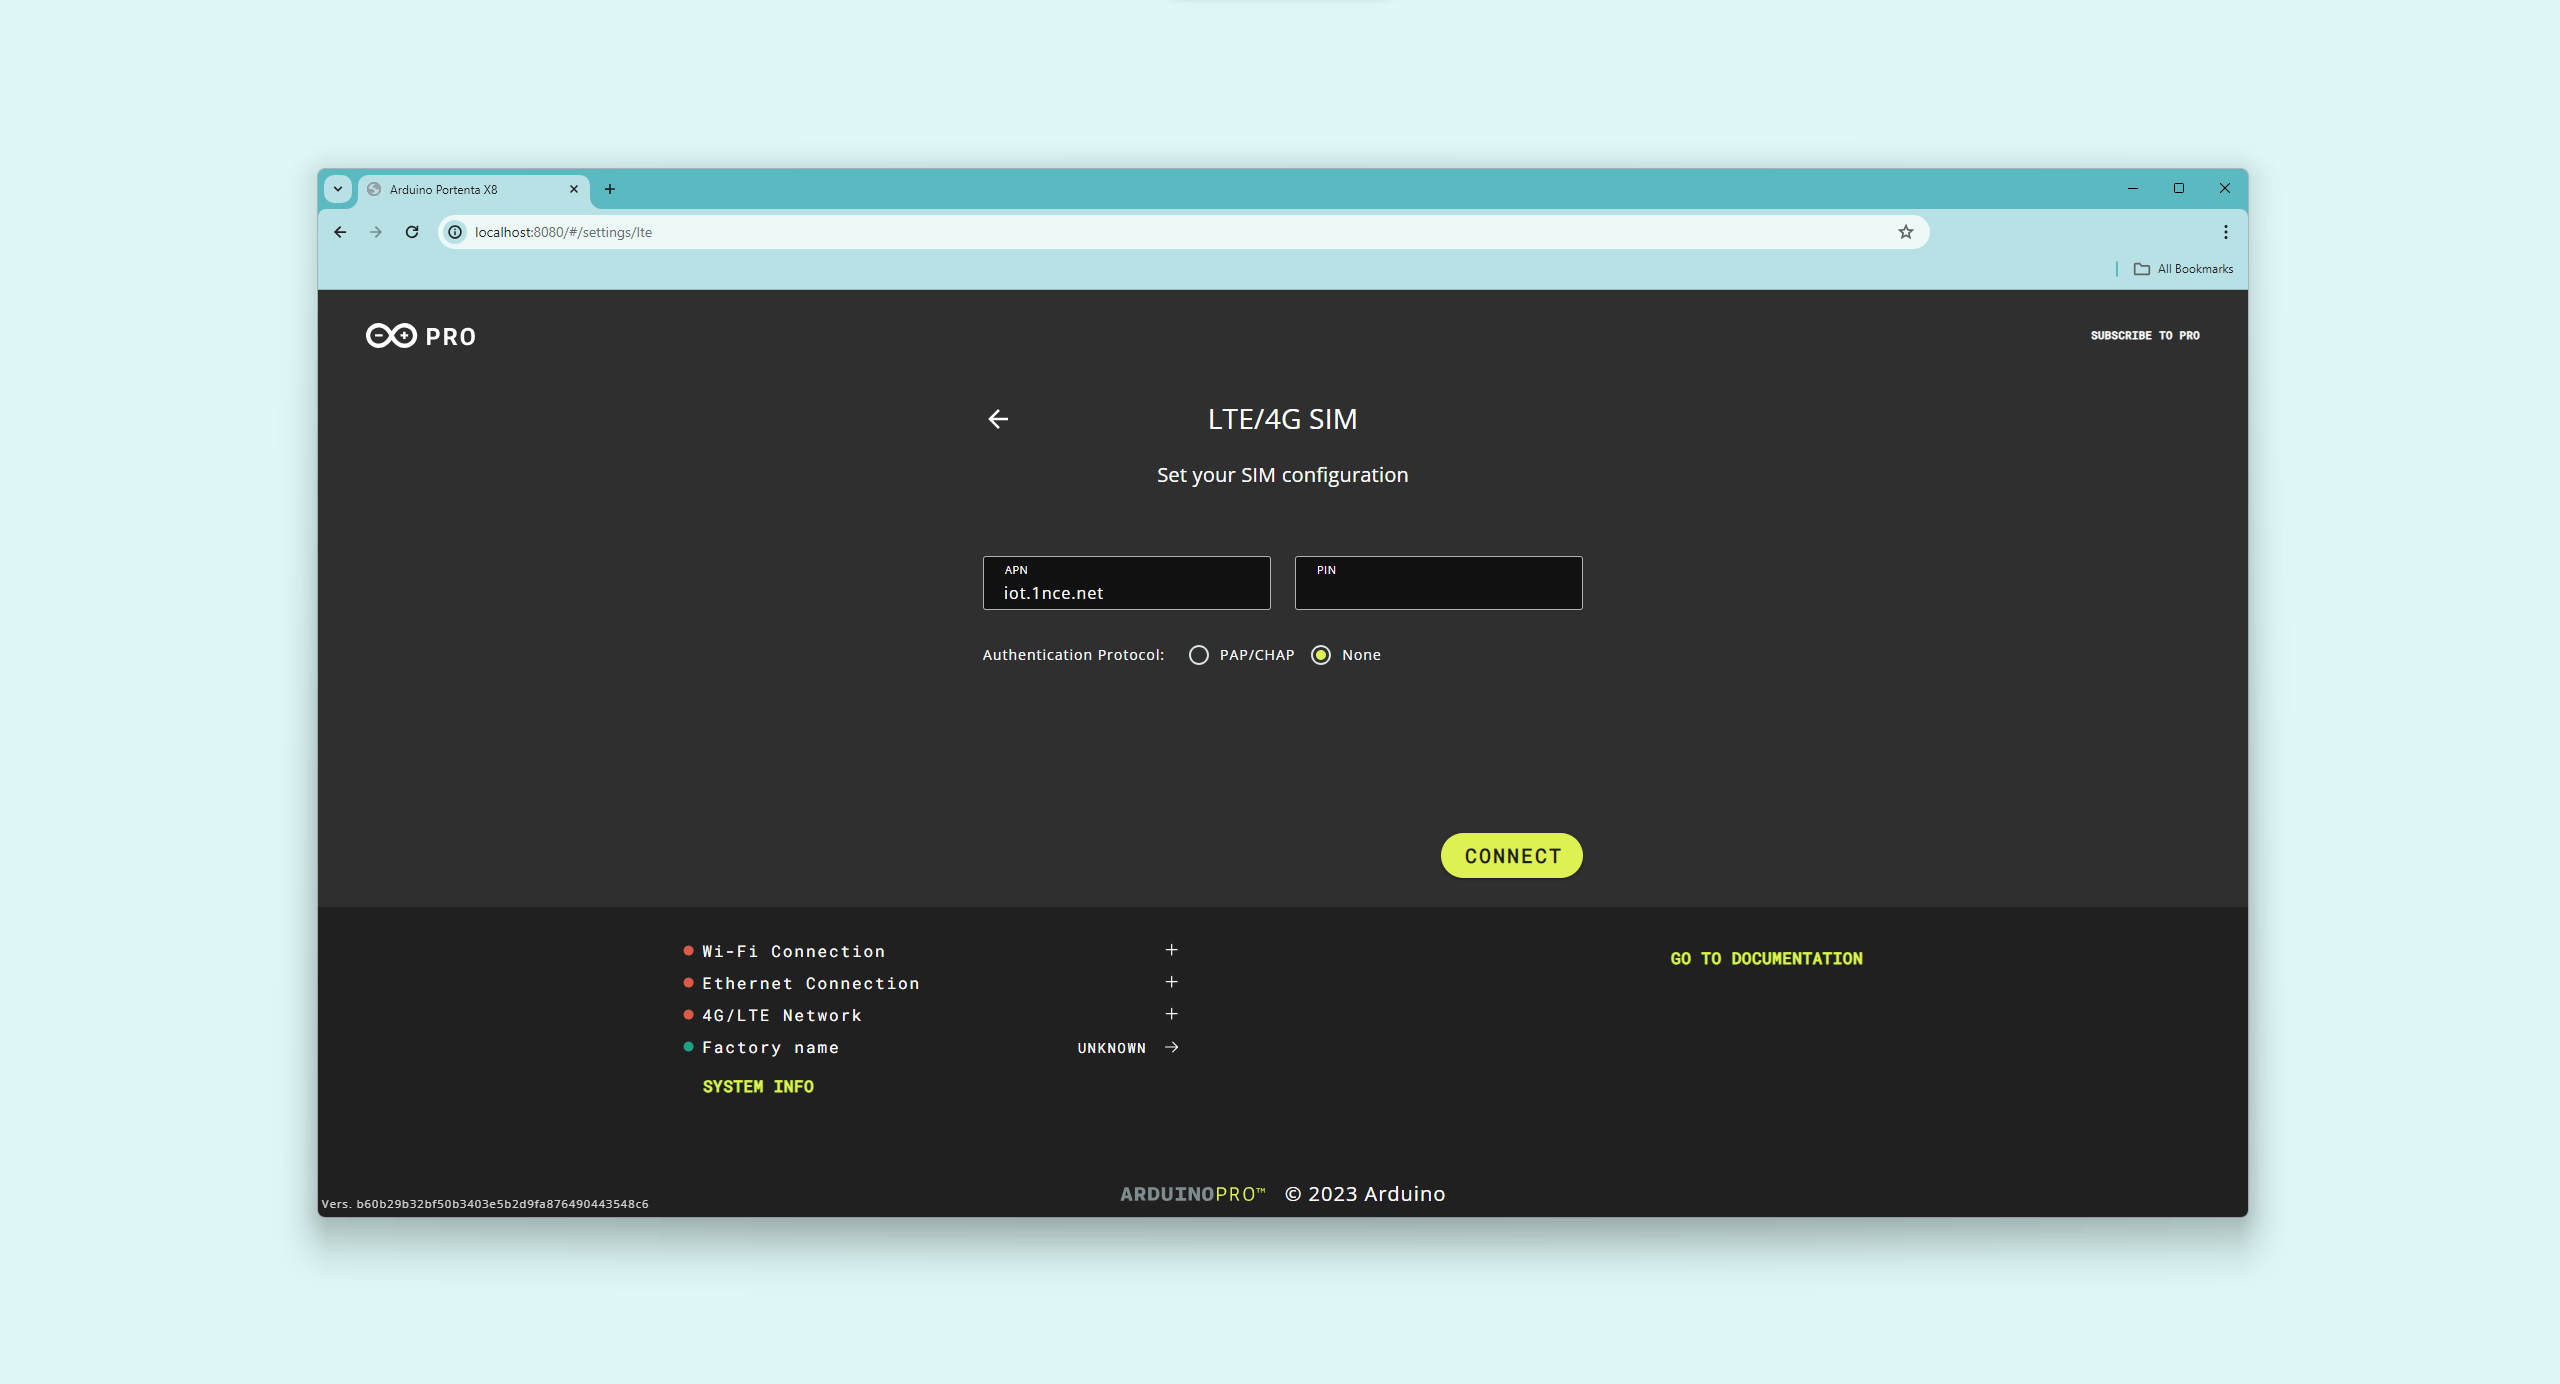 Arduino Portenta X8
localhost:8080/#/settings/lte
All Bookmarks
PRO
SUBSCRIBE TO PRO
LTE/4G SIM
Set your SIM configuration
APN
iot.1nce.net
PIN
Authentication Protocol: PAP/CHAP None
CONNECT
Wi-Fi Connection
Ethernet Connection
4G/LTE Network
Factory name UNKNOWN
SYSTEM INFO
GO TO DOCUMENTATION
ARDUINOPRO™ © 2023 Arduino
Vers. b60b29b32bf50b3403e5b2d9fa876490443548c6